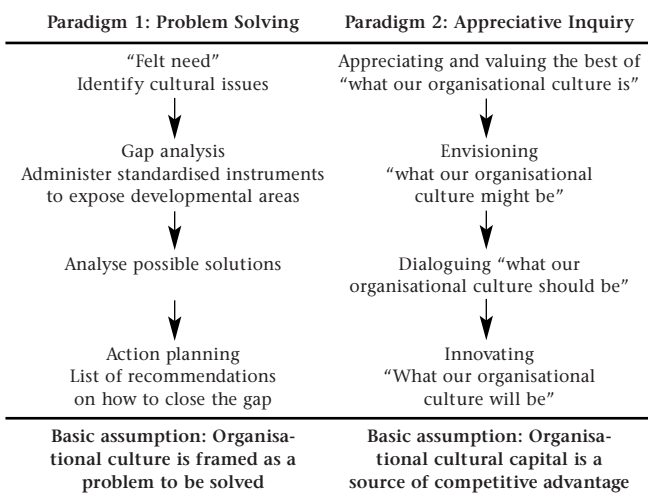 Paradigm 1: Problem Solving
“Felt need”
Identify cultural issues
Gap analysis
Administer standardised instruments
to expose developmental areas
Analyse possible solutions
Action planning
List of recommendations
on how to close the gap
Basic assumption: Organisa-
tional culture is framed as a
problem to be solved
Paradigm 2: Appreciative Inquiry
Appreciating and valuing the best of
“what our organisational culture is”
Envisioning
“what our organisational
culture might be”
Dialoguing “what our
organisational culture should be”
Innovating
“What our organisational
culture will be”
Basic assumption: Organisa-
tional cultural capital is a
source of competitive advantage